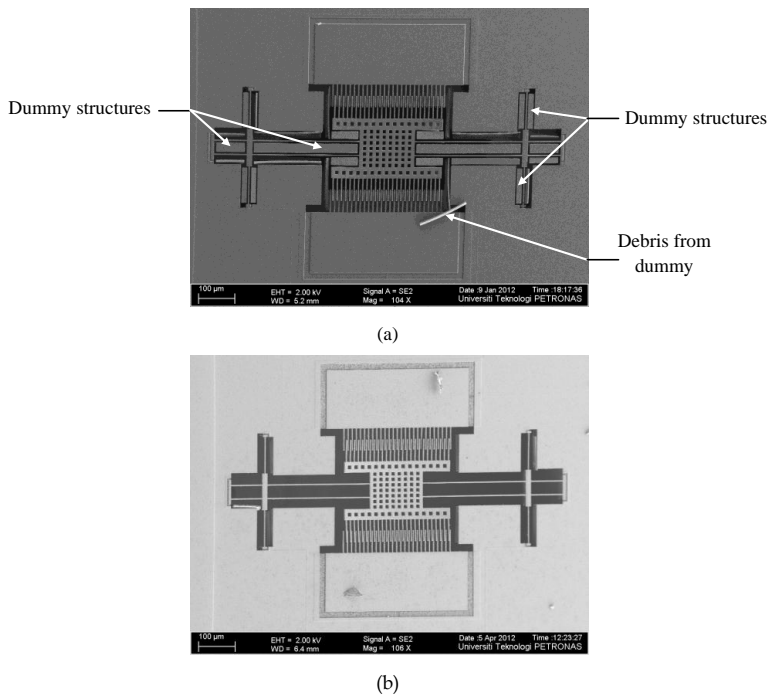 Dummy structures
Dummy structures
Debris from
dummy
100 µm
EHT = 2.00 kV
WD = 5.2 mm
Signal A = SE2
Mag = 104 X
Date :9 Jan 2012 Time :18:17:36
Universiti Teknologi PETRONAS
(a)
100 µm
EHT = 2.00 kV
WD = 6.4 mm
Signal A = SE2
Mag = 106 X
Date :5 Apr 2012 Time :12:23:27
Universiti Teknologi PETRONAS
(b)